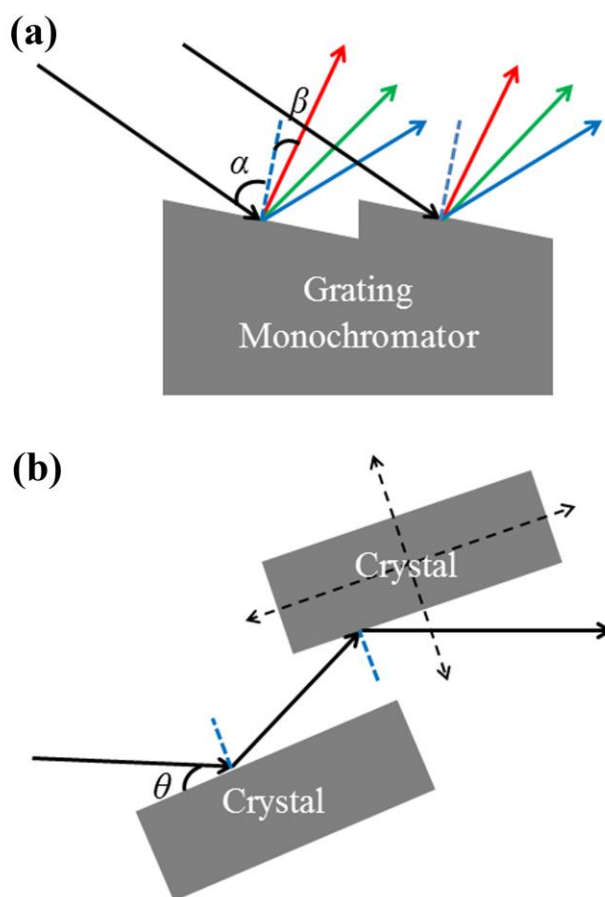 (a)
β
α
Grating
Monochromator
(b)
Crystal
θ
Crystal